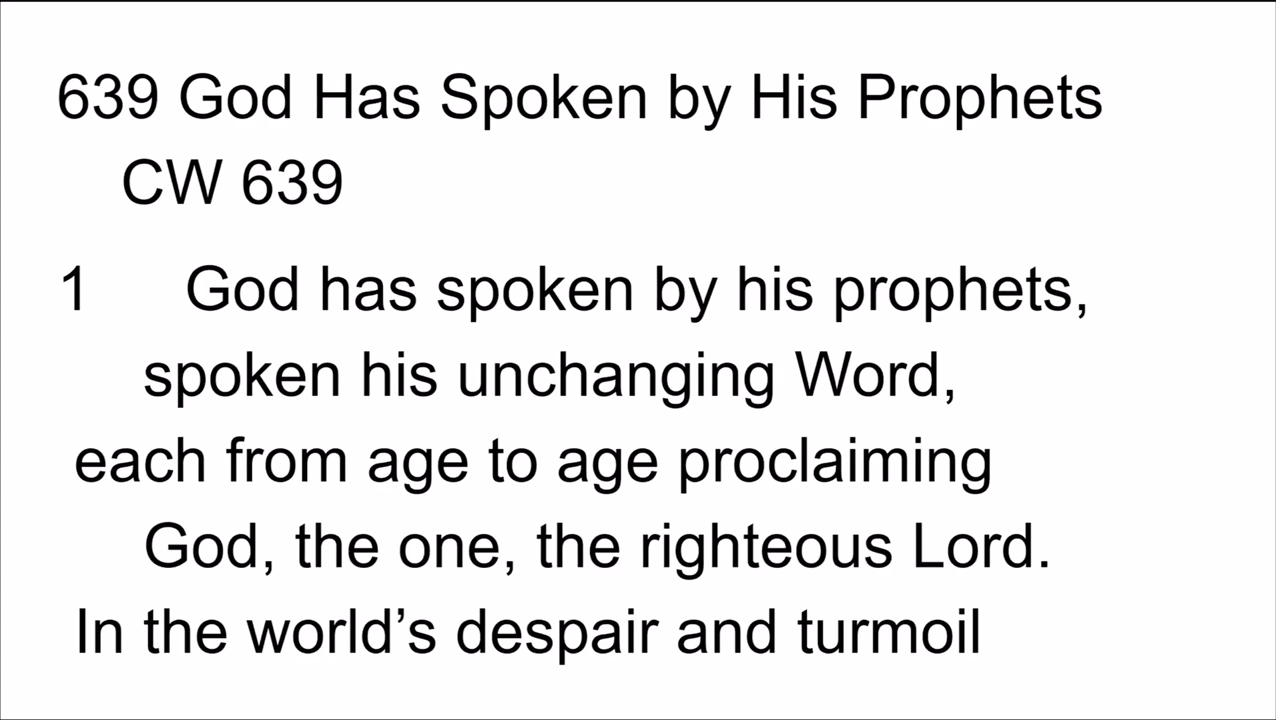 639 God Has Spoken by His Prophets
CW 639
1 God has spoken by his prophets,
spoken his unchanging Word,
each from age to age proclaiming
God, the one, the righteous Lord.
In the world’s despair and turmoil